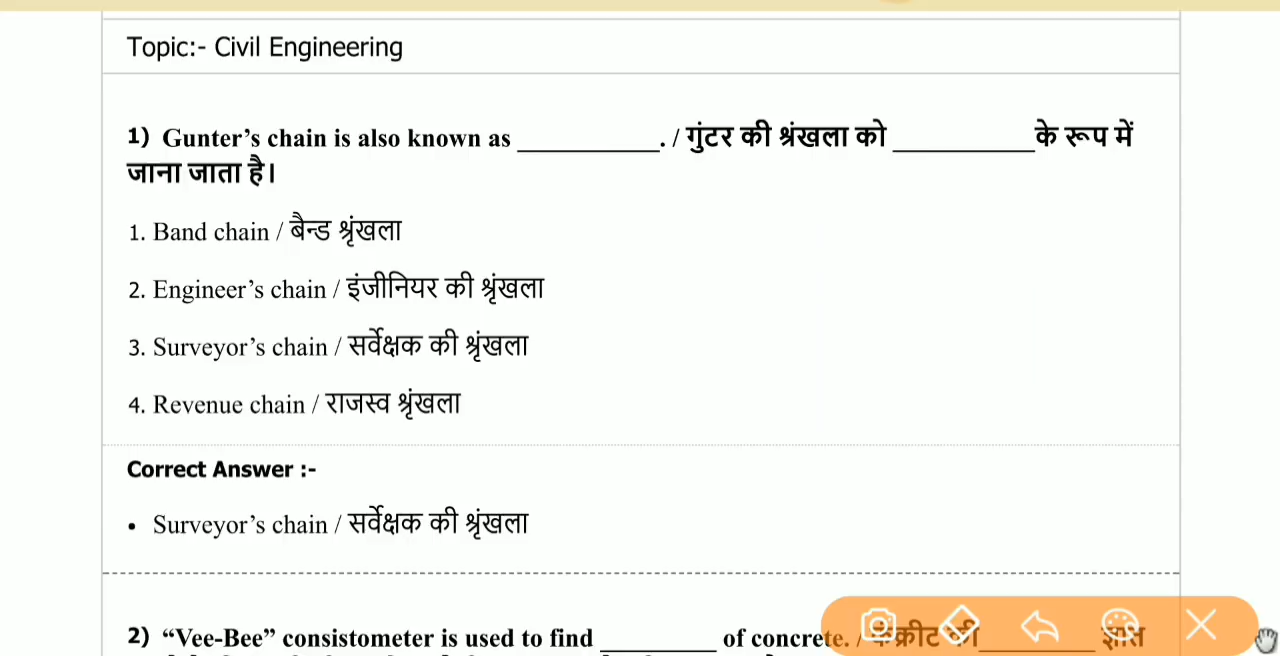 Topic:- Civil Engineering
1) Gunter’s chain is also known as __________. / गुंटर की श्रंखला को __________के रूप में
जाना जाता है।
1. Band chain / बैन्ड श्रृंखला
2. Engineer’s chain / इंजीनियर की श्रृंखला
3. Surveyor’s chain / सर्वेक्षक की श्रृंखला
4. Revenue chain / राजस्व श्रृंखला
Correct Answer :-
• Surveyor’s chain / सर्वेक्षक की श्रृंखला
2) “Vee-Bee” consistometer is used to find ________ of concrete. / की ________